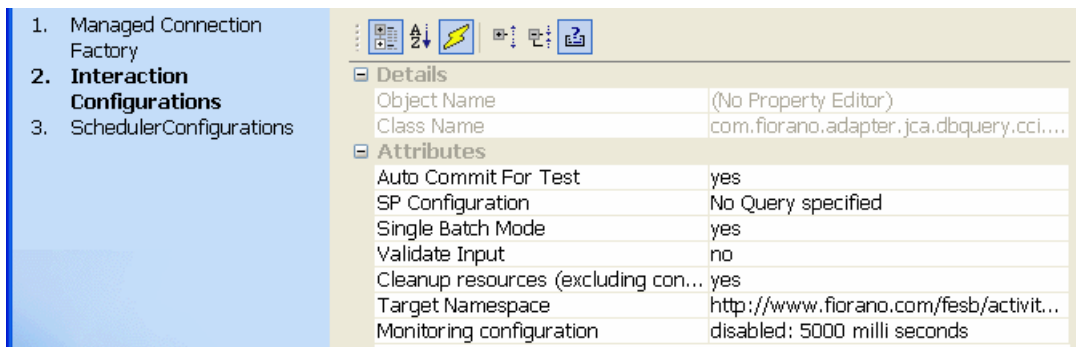 1. Managed Connection
Factory
2. Interaction
Configurations
3. SchedulerConfigurations
Details
Object Name (No Property Editor)
Class Name com.fiorano.adapter.jca.dbquery.cci....
Attributes
Auto Commit For Test yes
SP Configuration No Query specified
Single Batch Mode yes
Validate Input no
Cleanup resources (excluding con... yes
Target Namespace http://www.fiorano.com/fesb/activit...
Monitoring configuration disabled: 5000 milli seconds